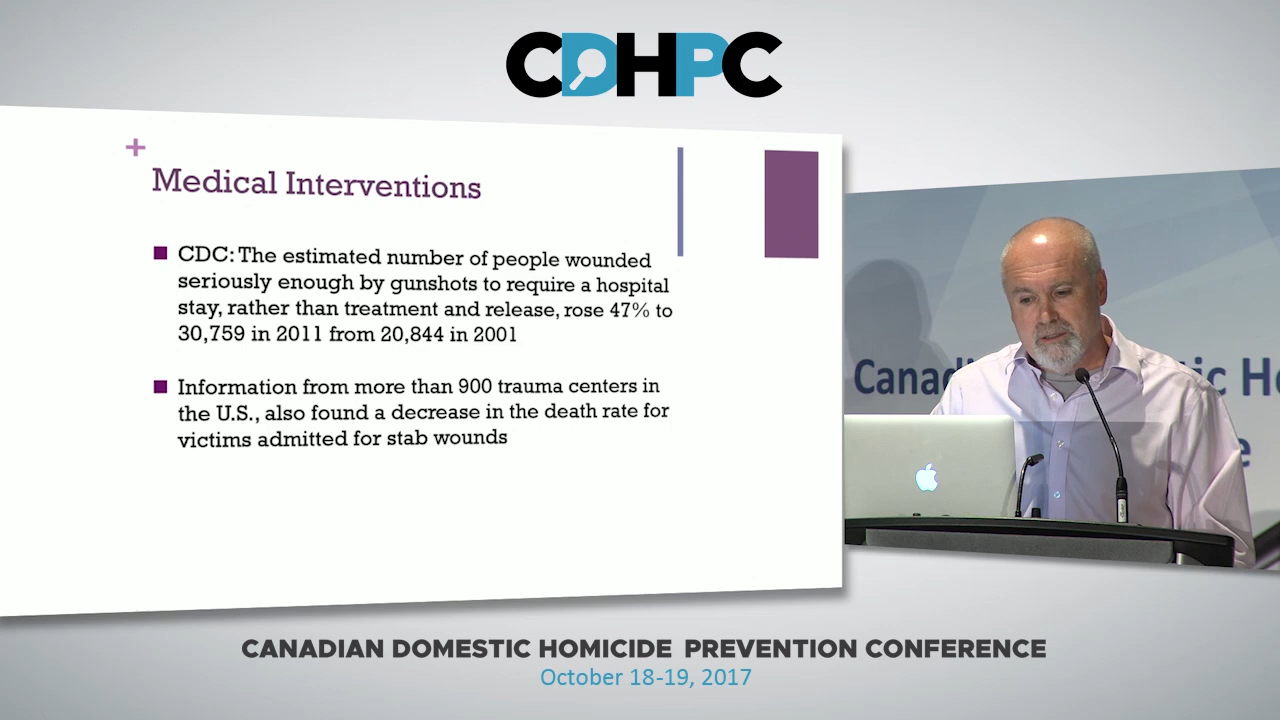 CDHPC
+
Medical Interventions
CDC: The estimated number of people wounded
seriously enough by gunshots to require a hospital
stay, rather than treatment and release, rose 47% to
30,759 in 2011 from 20,844 in 2001
Information from more than 900 trauma centers in
the U.S., also found a decrease in the death rate for
victims admitted for stab wounds
CANADIAN DOMESTIC HOMICIDE PREVENTION CONFERENCE
October 18-19, 2017